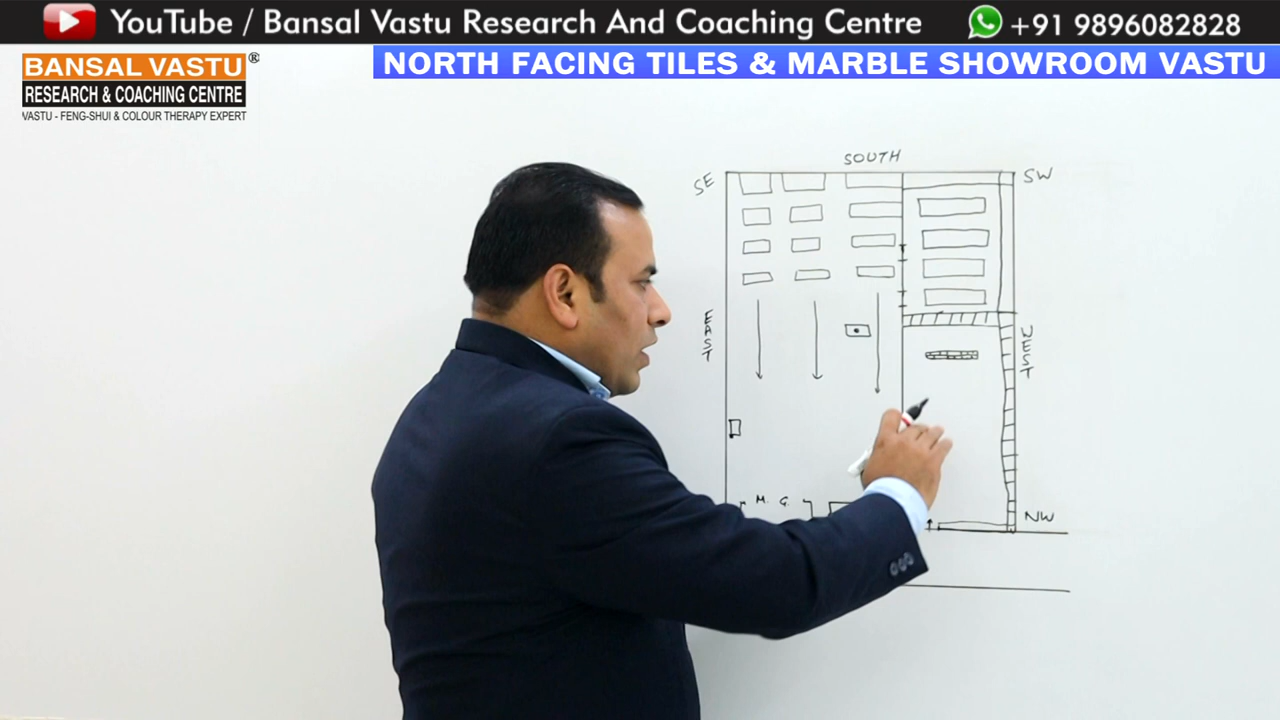 YouTube / Bansal Vastu Research And Coaching Centre
+91 9896082828
BANSAL VASTU®
RESEARCH & COACHING CENTRE
VASTU - FENG-SHUI & COLOUR THERAPY EXPERT
NORTH FACING TILES & MARBLE SHOWROOM VASTU
SOUTH
SE
SW
EAST
WEST
M. G.
NW